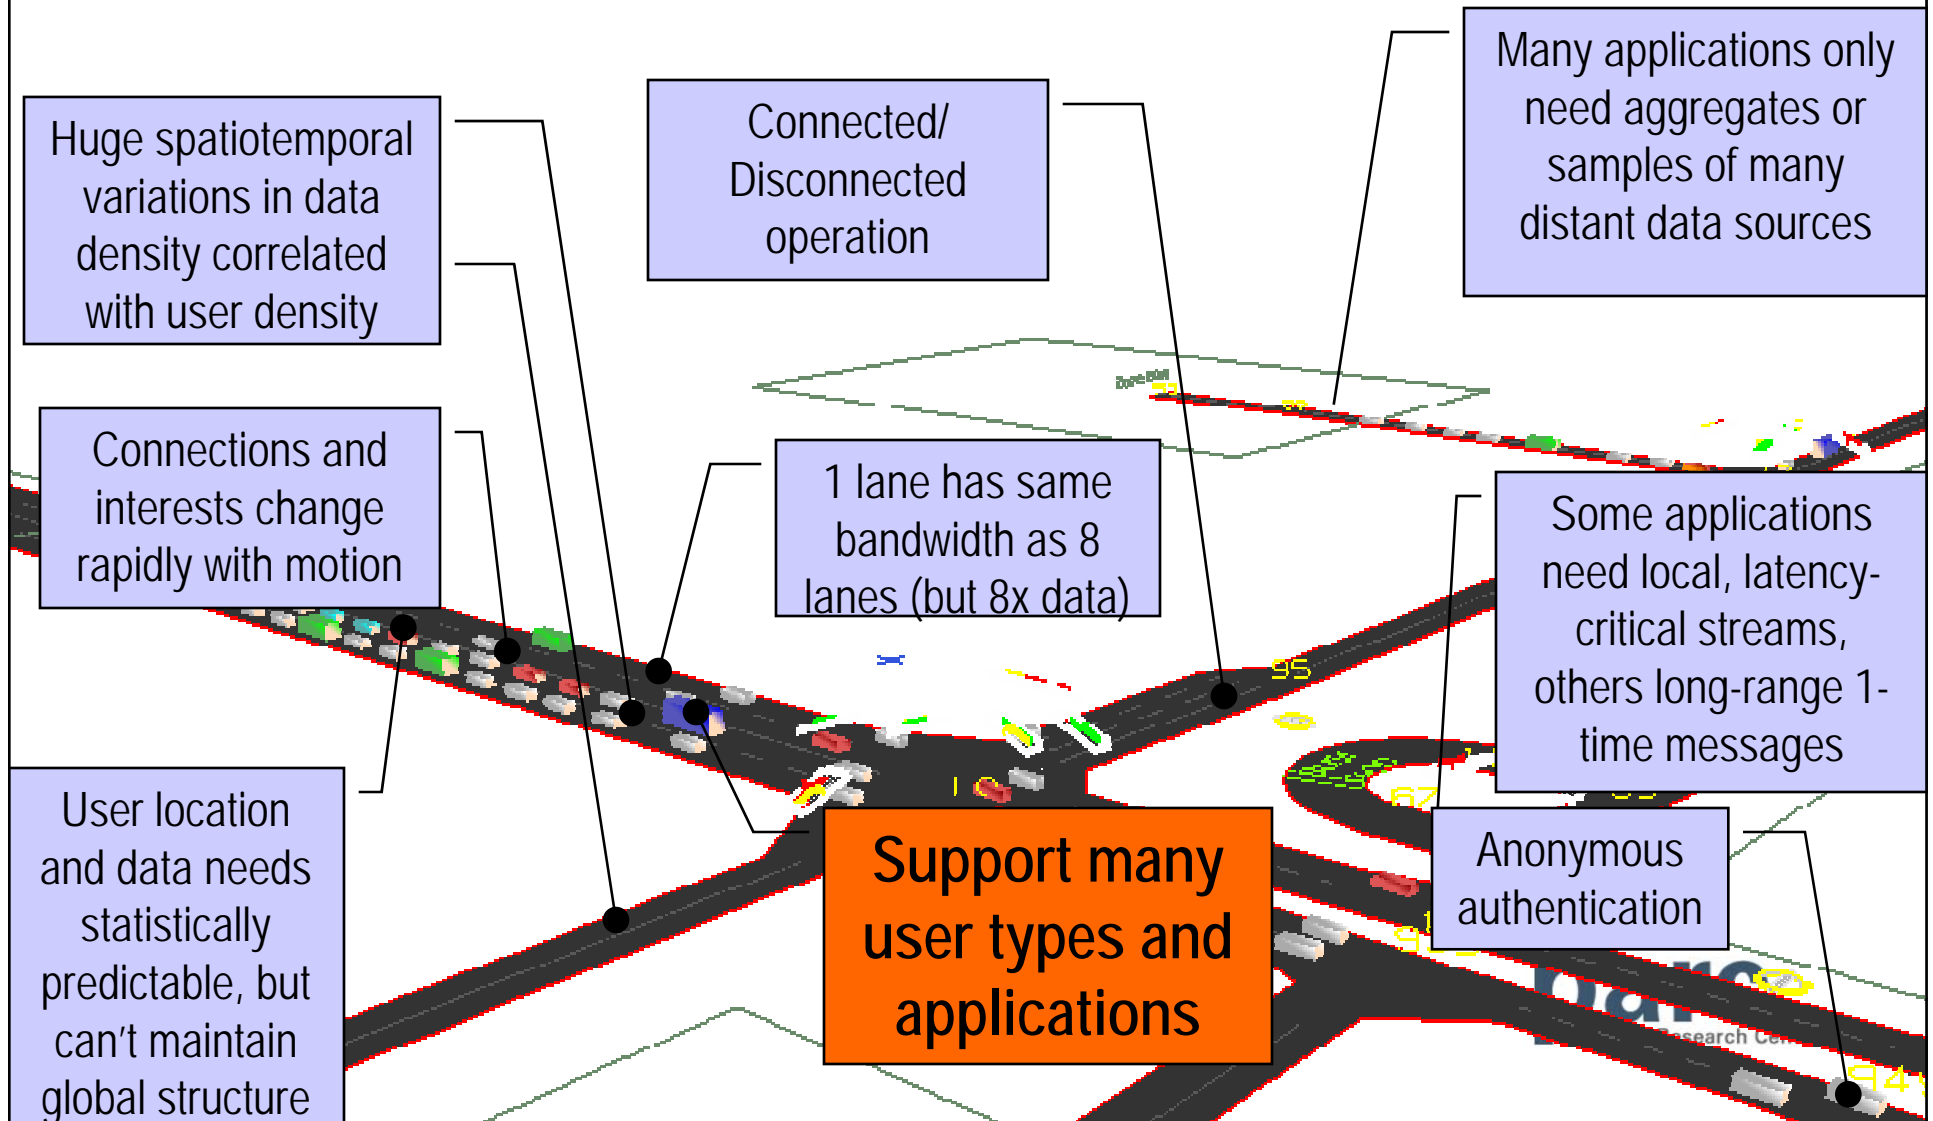 Many applications only
need aggregates or
samples of many
distant data sources
Connected/
Disconnected
operation
Huge spatiotemporal
variations in data
density correlated
with user density
Connections and
interests change
rapidly with motion
1 lane has same
bandwidth as 8
lanes (but 8x data)
Some applications
need local, latency-
critical streams,
others long-range 1-
time messages
95
67
User location
and data needs
statistically
predictable, but
can't maintain
global structure
Support many
user types and
applications
Anonymous
authentication
parc
Research